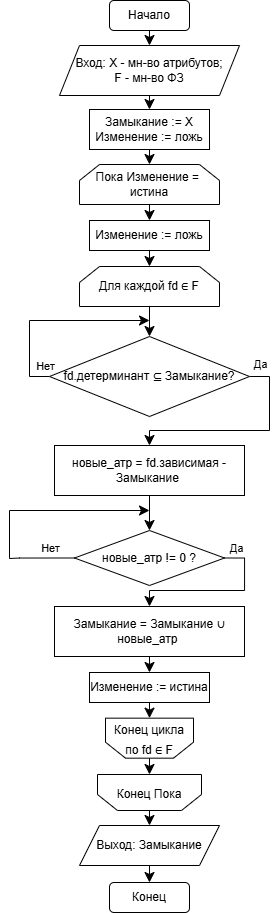 Начало
Вход: X - мн-во атрибутов;
F - мн-во ФЗ
Замыкание := X
Изменение := ложь
Пока Изменение =
истина
Изменение := ложь
Для каждой fd ∈ F
Нет
Да
fd.детерминант ⊆ Замыкание?
новые_атр = fd.зависимая -
Замыкание
Нет
Да
новые_атр != 0 ?
Замыкание = Замыкание ∪
новые_атр
Изменение := истина
Конец цикла
по fd ∈ F
Конец Пока
Выход: Замыкание
Конец